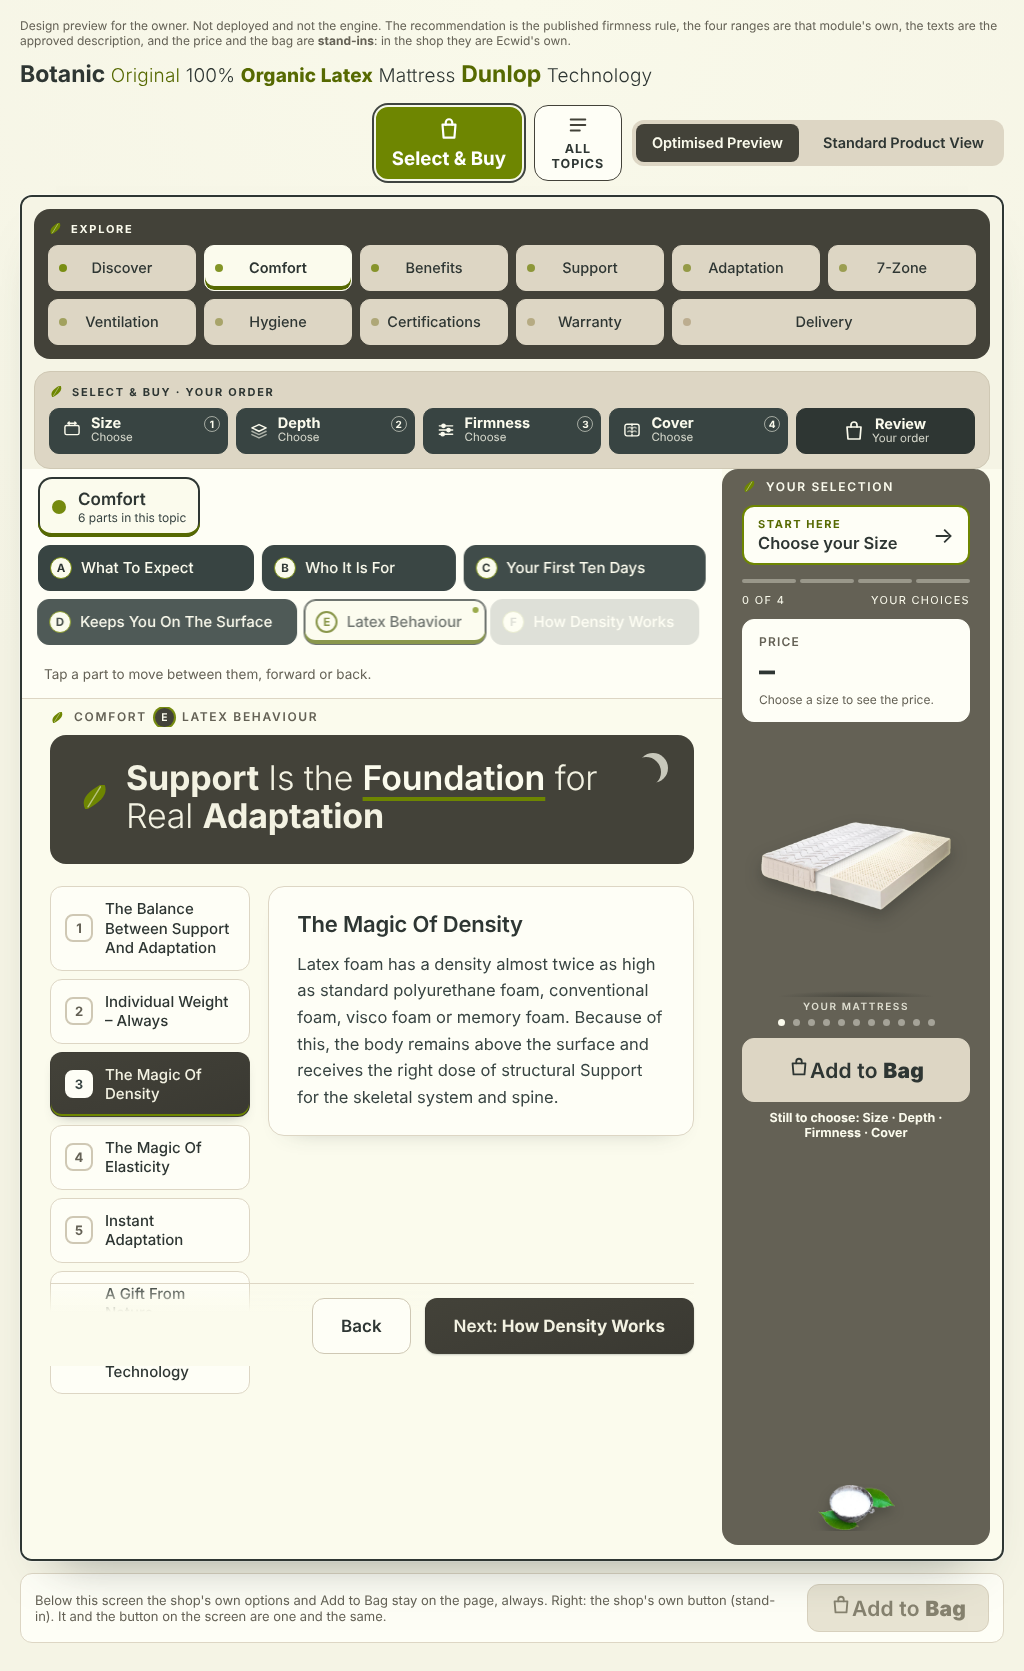 Design preview for the owner. Not deployed and not the engine. The recommendation is the published firmness rule, the four ranges are that module's own, the texts are the
approved description, and the price and the bag are stand-ins: in the shop they are Ecwid's own.
Botanic Original 100% Organic Latex Mattress Dunlop Technology
Select & Buy
ALL
TOPICS
Optimised Preview
Standard Product View
EXPLORE
Discover
Comfort
Benefits
Support
Adaptation
7-Zone
Ventilation
Hygiene
Certifications
Warranty
Delivery
SELECT & BUY · YOUR ORDER
Size
Choose
1
Depth
Choose
2
Firmness
Choose
3
Cover
Choose
4
Review
Your order
Comfort
6 parts in this topic
A What To Expect
B Who It Is For
C Your First Ten Days
D Keeps You On The Surface
E Latex Behaviour
F How Density Works
Tap a part to move between them, forward or back.
COMFORT E LATEX BEHAVIOUR
Support Is the Foundation for
Real Adaptation
1 The Balance
Between Support
And Adaptation
2 Individual Weight
– Always
3 The Magic Of
Density
4 The Magic Of
Elasticity
5 Instant
Adaptation
A Gift From
Technology
The Magic Of Density
Latex foam has a density almost twice as high
as standard polyurethane foam, conventional
foam, visco foam or memory foam. Because of
this, the body remains above the surface and
receives the right dose of structural Support
for the skeletal system and spine.
Back
Next: How Density Works
YOUR SELECTION
START HERE
Choose your Size
0 OF 4
YOUR CHOICES
PRICE
–
Choose a size to see the price.
YOUR MATTRESS
Add to Bag
Still to choose: Size · Depth ·
Firmness · Cover
Below this screen the shop's own options and Add to Bag stay on the page, always. Right: the shop's own button (stand-
in). It and the button on the screen are one and the same.
Add to Bag